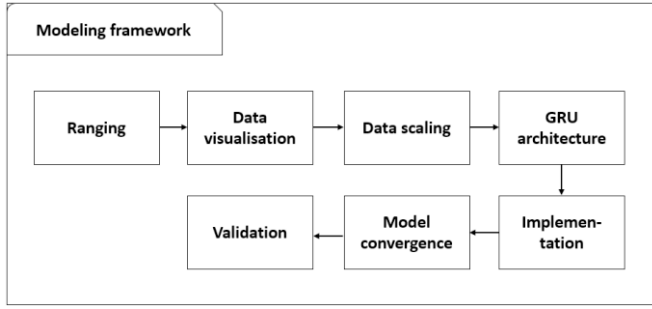 Modeling framework
Ranging
Data
visualisation
Data scaling
GRU
architecture
Implemen-
tation
Model
convergence
Validation